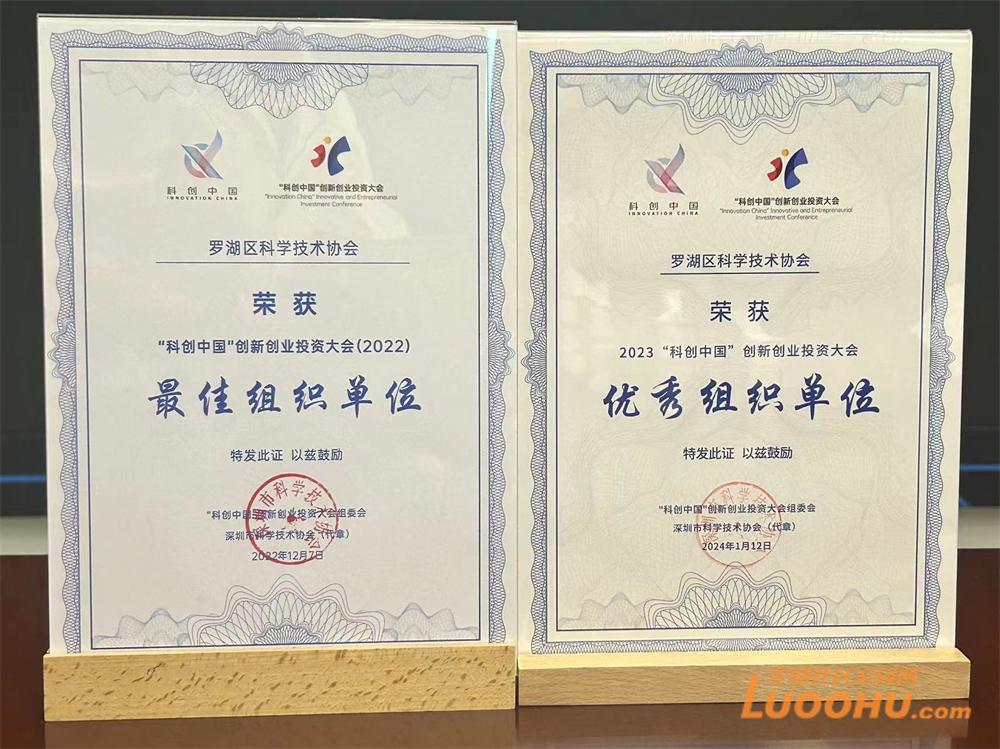 科创中国
INNOVATION CHINA
“科创中国”创新创业投资大会
"Innovation China" Innovative and Entrepreneurial
Investment Conference
罗湖区科学技术协会
荣获
“科创中国”创新创业投资大会(2022)
最佳组织单位
特发此证 以兹鼓励
“科创中国”创新创业投资大会组委会
深圳市科学技术协会（代章）
2022年12月7日
深圳市科学技术协会
科创中国
INNOVATION CHINA
“科创中国”创新创业投资大会
"Innovation China" Innovative and Entrepreneurial
Investment Conference
罗湖区科学技术协会
荣获
2023“科创中国”创新创业投资大会
优秀组织单位
特发此证 以兹鼓励
“科创中国”创新创业投资大会组委会
深圳市科学技术协会（代章）
2024年1月12日
LUOOHU.com